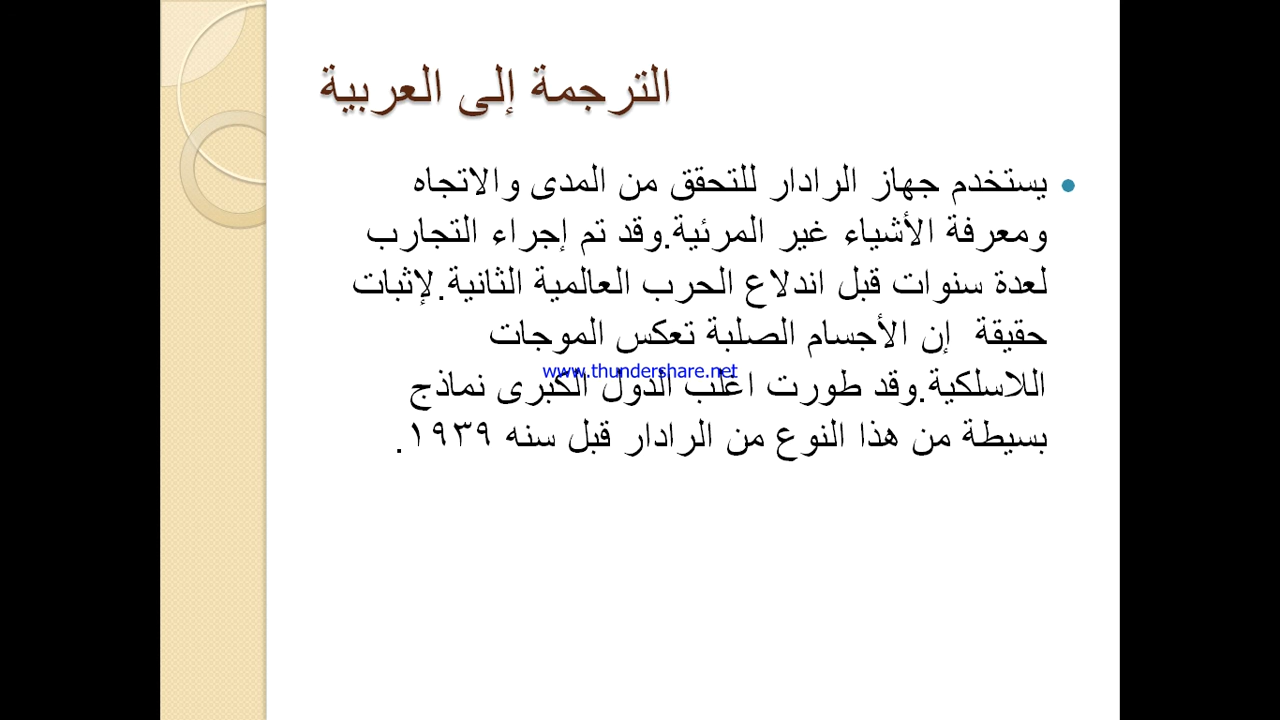 الترجمة إلى العربية
يستخدم جهاز الرادار للتحقق من المدى والاتجاه
ومعرفة الأشياء غير المرئية.وقد تم إجراء التجارب
لعدة سنوات قبل اندلاع الحرب العالمية الثانية.لإثبات
حقيقة  إن الأجسام الصلبة تعكس الموجات
www.thundershare.net
اللاسلكية.وقد طورت اغلب الدول الكبرى نماذج
بسيطة من هذا النوع من الرادار قبل سنه ١٩٣٩.